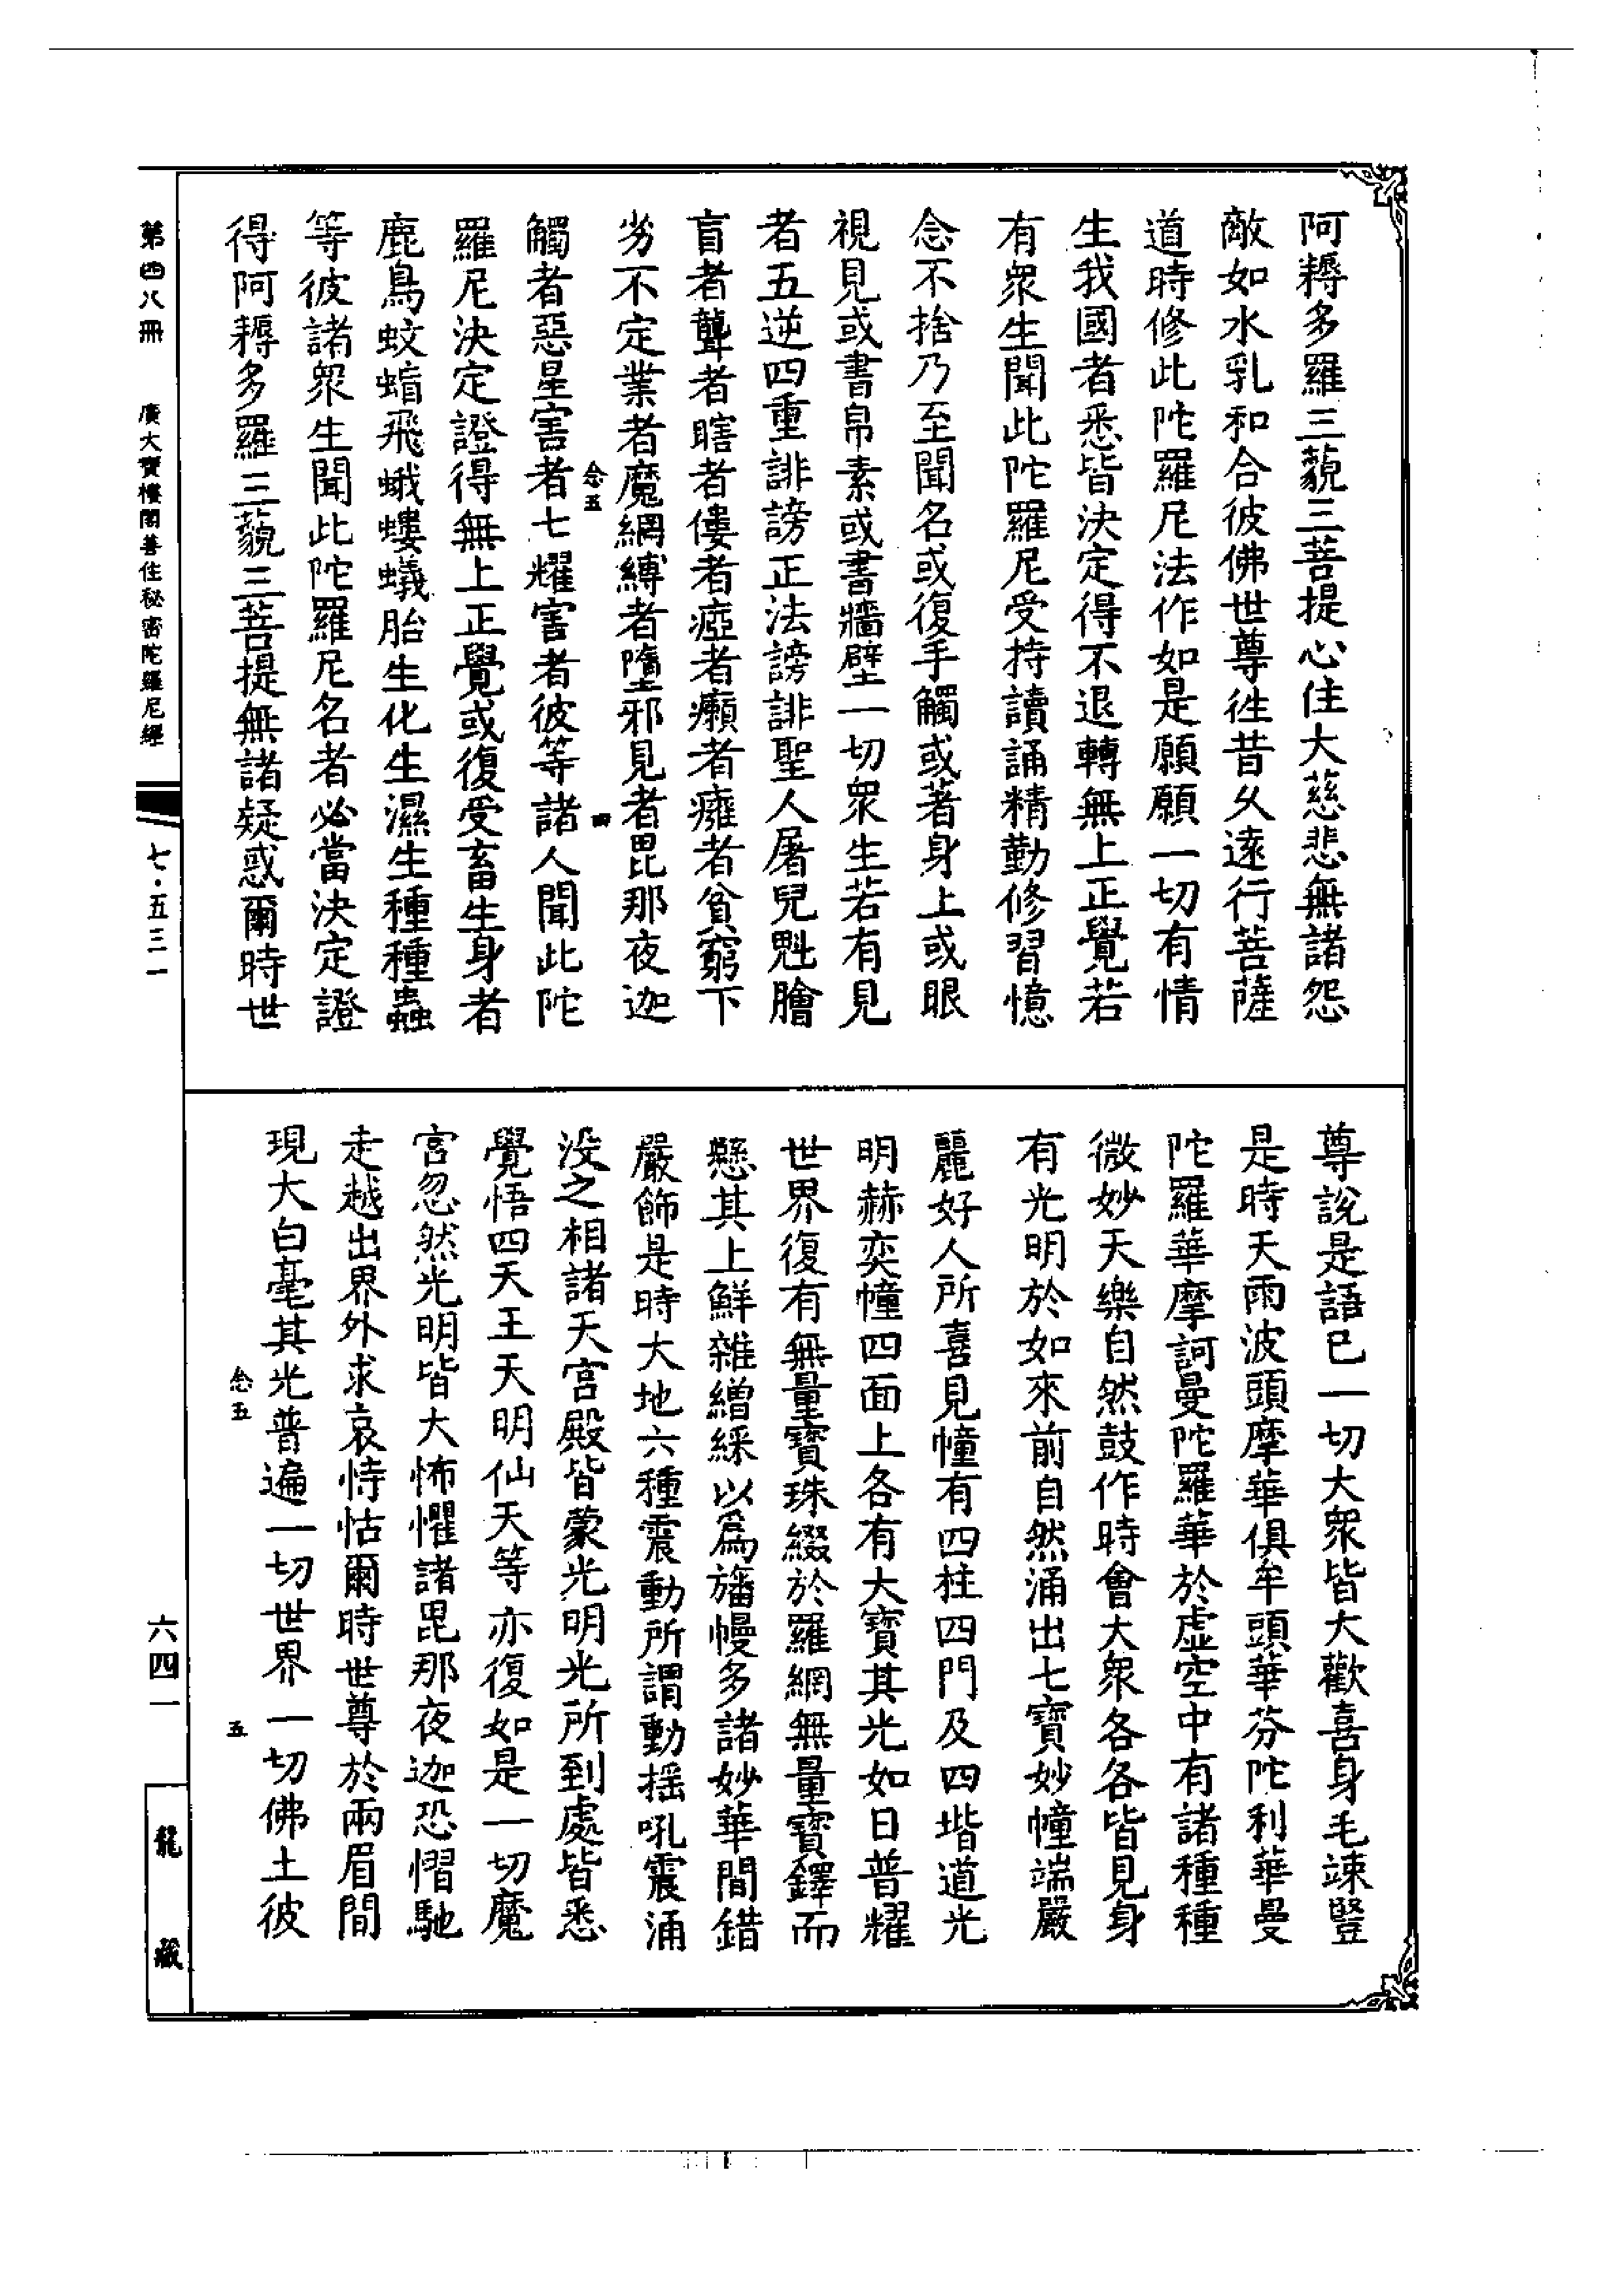 阿耨多羅三藐三菩提心住大慈悲無諸怨
敵如水乳和合彼佛世尊徃昔乆遠行菩薩
道時修此陀羅尼法作如是願願一切有情
生我國者悉皆決定得不退轉無上正覺若
有衆生聞此陀羅尼受持讀誦精勤修習憶
念不捨乃至聞名或復手觸或著身上或眼
視見或書帛素或書牆壁一切衆生若有見
者五逆四重誹謗正法謗誹聖人屠兒魁膾
盲者聾者瞎者僂者瘂者癩者癰者貧窮下
劣不定業者魔網縛者墮邪見者毘那夜迦
念五
四
觸者惡星害者七耀害者彼等諸人聞此陀
羅尼決定證得無上正覺或復受畜生身者
鹿鳥蚊蝱飛蛾螻蟻胎生化生濕生種種蟲
等彼諸衆生聞此陀羅尼名者必當決定證
得阿耨多羅三藐三菩提無諸疑惑爾時世
尊說是語已一切大衆皆大歡喜身毛竦豎
是時天雨波頭摩華俱牟頭華芬陀利華曼
陀羅華摩訶曼陀羅華於虛空中有諸種種
微妙天樂自然鼓作時會大衆各各皆見身
有光明於如來前自然涌出七寶妙幢端嚴
麗好人所喜見幢有四柱四門及四堦道光
明赫奕幢四面上各有大寶其光如日普耀
世界復有無量寶珠綴於羅網無量寶鐸而
懸其上鮮雜繒綵以爲旛幔多諸妙華間錯
嚴飾是時大地六種震動所謂動摇吼震涌
没之相諸天宮殿皆蒙光明光所到處皆悉
覺悟四天王天明仙天等亦復如是一切魔
宮忽然光明皆大怖懼諸毘那夜迦恐慴馳
走越出界外求哀恃怙爾時世尊於兩眉間
現大白毫其光普遍一切世界一切佛土彼
念五
五
第四八冊　廣大寶樓閣善住秘密陀羅尼經
七·五三一
六四一
龍藏